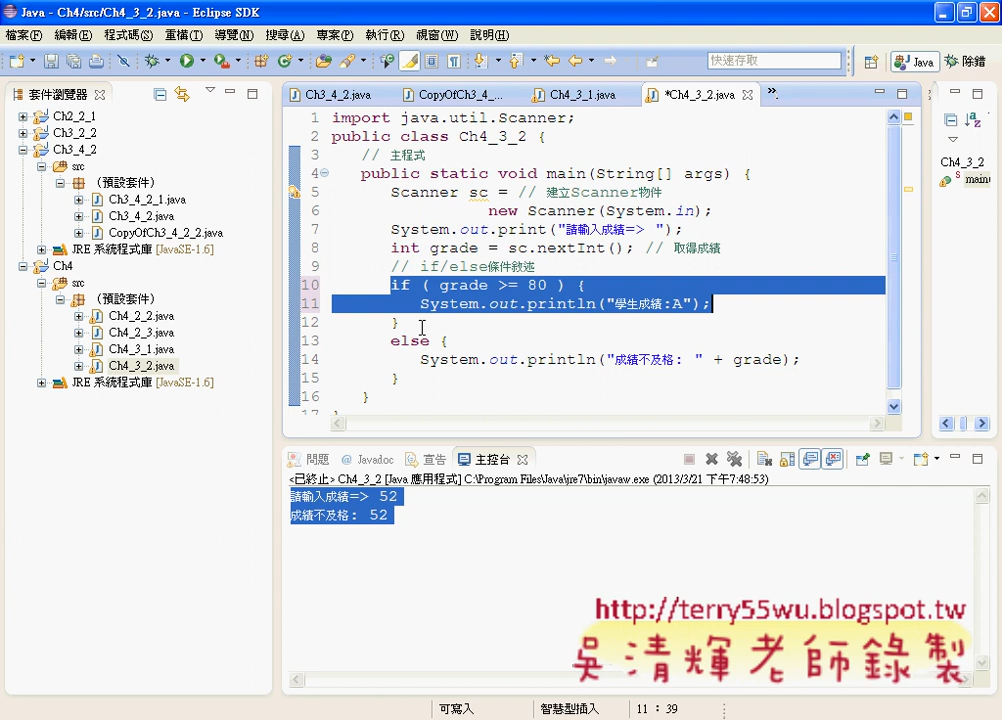 Java - Ch4/src/Ch4_3_2.java - Eclipse SDK
檔案(F) 編輯(E) 程式碼(S) 重構(T) 導覽(N) 搜尋(A) 專案(P) 執行(R) 視窗(W) 說明(H)
快速存取 Java 除錯
套件瀏覽器
Ch2_2_1
Ch3_2_2
Ch3_4_2
src
(預設套件)
Ch3_4_2_1.java
Ch3_4_2.java
CopyOfCh3_4_2_2.java
JRE 系統程式庫 [JavaSE-1.6]
Ch4
src
(預設套件)
Ch4_2_2.java
Ch4_2_3.java
Ch4_3_1.java
Ch4_3_2.java
JRE 系統程式庫 [JavaSE-1.6]
Ch3_4_2.java CopyOfCh3_4_... Ch4_3_1.java *Ch4_3_2.java
1 import java.util.Scanner;
2 public class Ch4_3_2 {
3 // 主程式
4 public static void main(String[] args) {
5 Scanner sc = // 建立Scanner物件
6 new Scanner(System.in);
7 System.out.print("請輸入成績=> ");
8 int grade = sc.nextInt(); // 取得成績
9 // if/else條件敘述
10 if ( grade >= 80 ) {
11 System.out.println("學生成績:A");
12 }
13 else {
14 System.out.println("成績不及格: " + grade);
15 }
16 }
17 }
Ch4_3_2
main
問題 @ Javadoc 宣告 主控台
<已終止> Ch4_3_2 [Java 應用程式] C:\Program Files\Java\jre7\bin\javaw.exe (2013/3/21 下午7:48:53)
請輸入成績=> 52
成績不及格: 52
http://terry55wu.blogspot.tw
吳清輝老師錄製
可寫入 智慧型插入 11 : 39